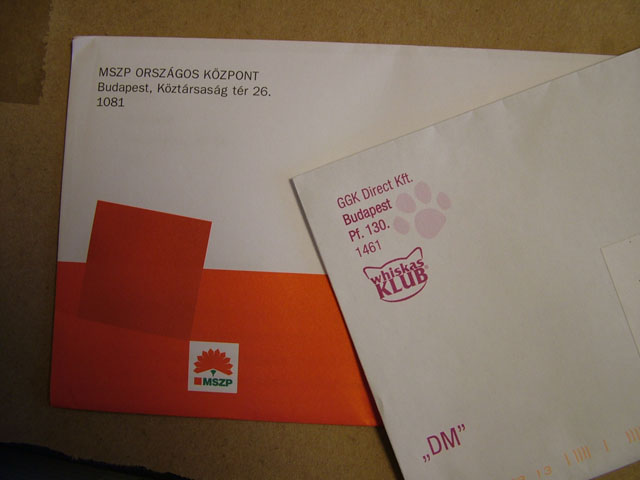 MSZP ORSZÁGOS KÖZPONT
Budapest, Köztársaság tér 26.
1081
MSZP
GGK Direct Kft.
Budapest
Pf. 130.
1461
whiskas
KLUB
„DM”